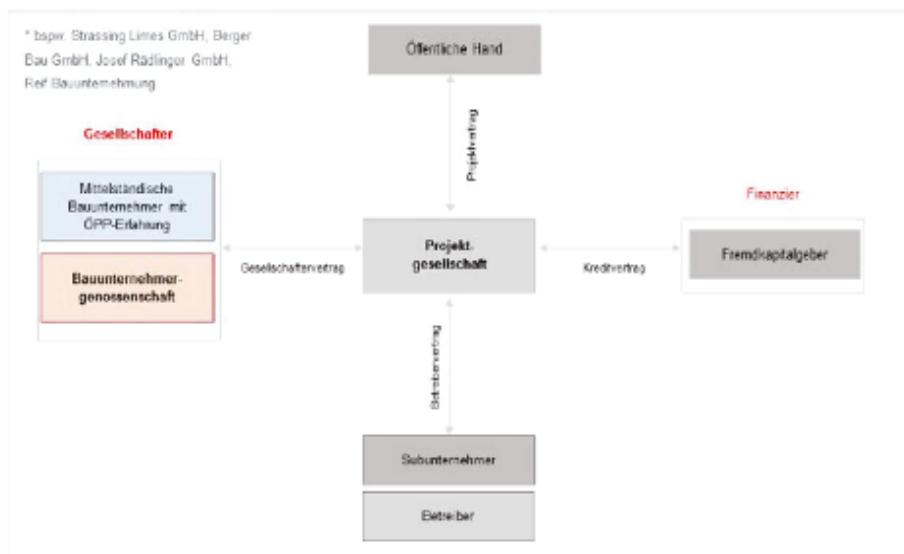 * bspw. Strassing Limes GmbH, Berger
Bau GmbH, Josef Rädlinger GmbH,
Reif Bauunternehmung
Öffentliche Hand
Projektvertrag
Gesellschafter
Mittelständische
Bauunternehmer mit
ÖPP-Erfahrung
Bauunternehmer-
genossenschaft
Gesellschaftervertrag
Projekt-
gesellschaft
Kreditvertrag
Finanzier
Fremdkapitalgeber
Betreibervertrag
Subunternehmer
Betreiber